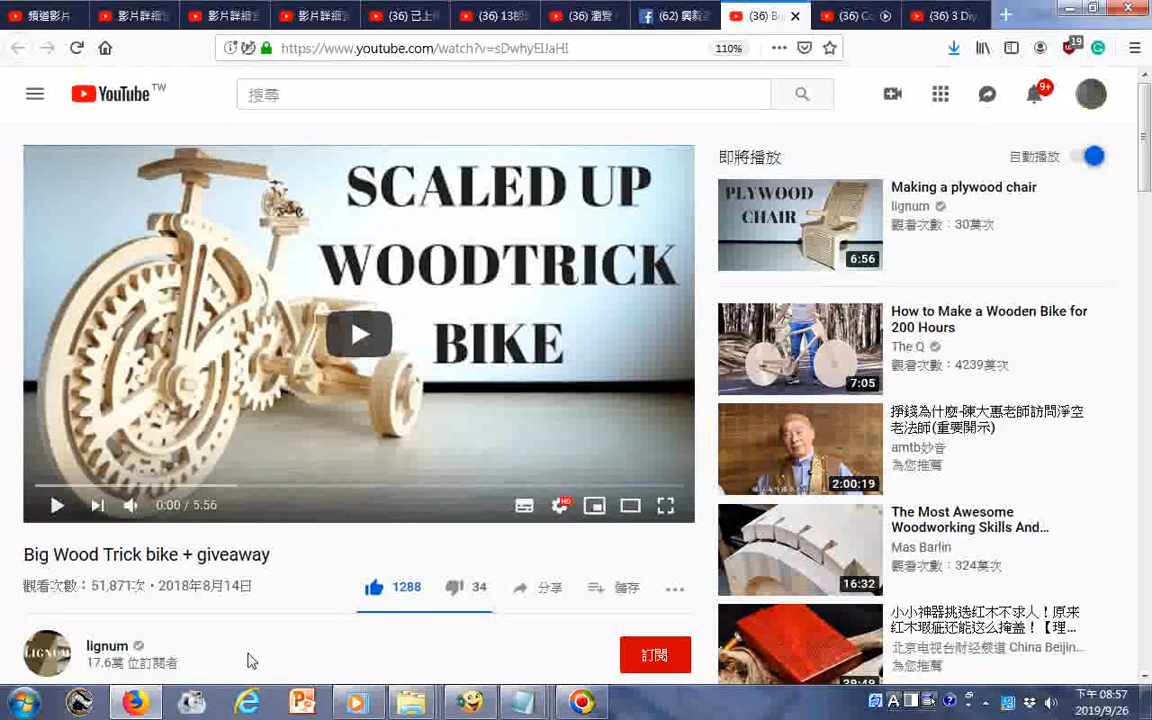 頻道影片
影片詳細
影片詳細
影片詳細
(36) 已上
(36) 13
(36) 瀏覽
(62) 興毅
(36) B
(36) C
(36) 3 Diy
https://www.youtube.com/watch?v=sDwhyEIJaHI
110%
19
YouTube TW
搜尋
9+
SCALED UP
WOODTRICK
BIKE
0:00 / 5:56
HD
Big Wood Trick bike + giveaway
觀看次數：51,871次・2018年8月14日
1288
34
分享
儲存
LIGNUM
lignum
17.6萬 位訂閱者
訂閱
即將播放
自動播放
PLYWOOD
CHAIR
6:56
Making a plywood chair
lignum
觀看次數：30萬次
7:05
How to Make a Wooden Bike for
200 Hours
The Q
觀看次數：4239萬次
2:00:19
掙錢為什麼-陳大惠老師訪問淨空
老法師(重要開示)
amtb妙音
為您推薦
16:32
The Most Awesome
Woodworking Skills And...
Mas Barlin
觀看次數：324萬次
小小神器挑选红木不求人！原来
红木瑕疵还能这么掩盖！【理...
北京电视台财经频道 China Beijin...
為您推薦
下午 08:57
2019/9/26